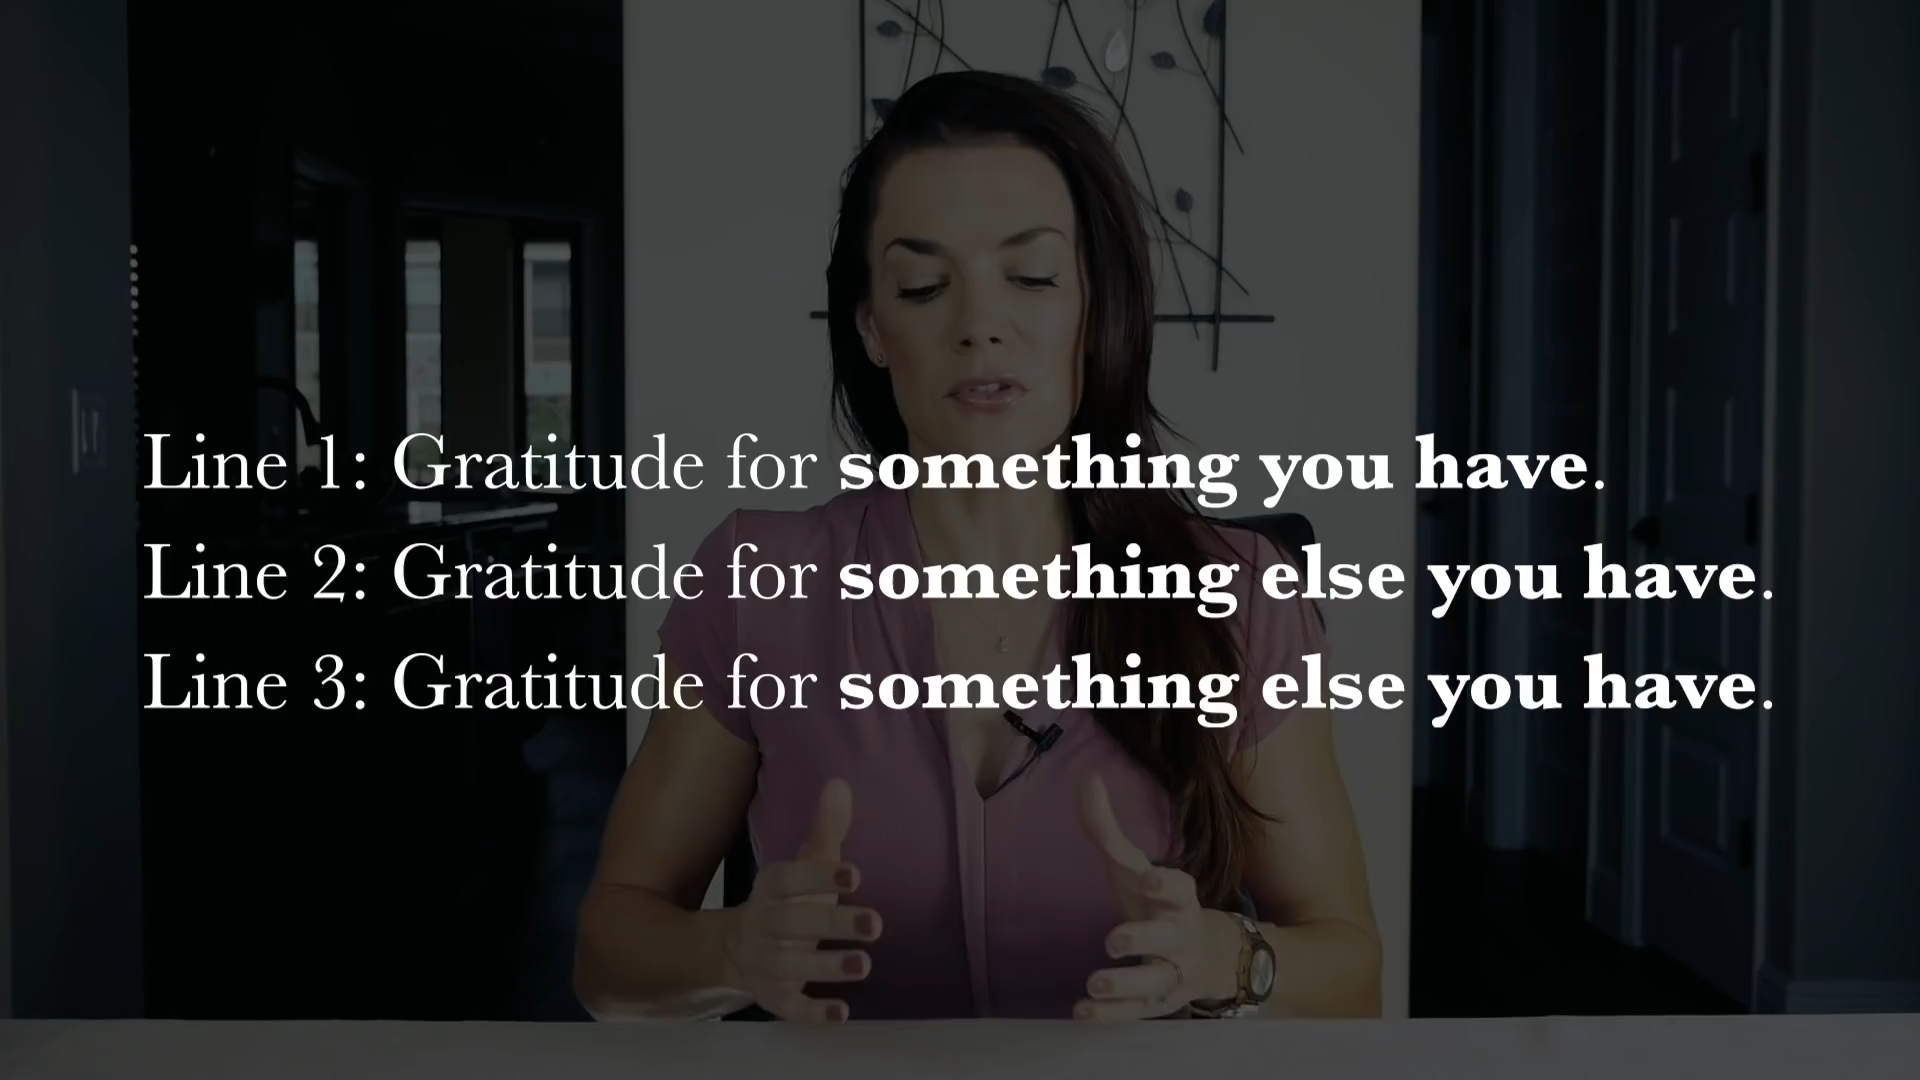 Line 1: Gratitude for something you have.
Line 2: Gratitude for something else you have.
Line 3: Gratitude for something else you have.